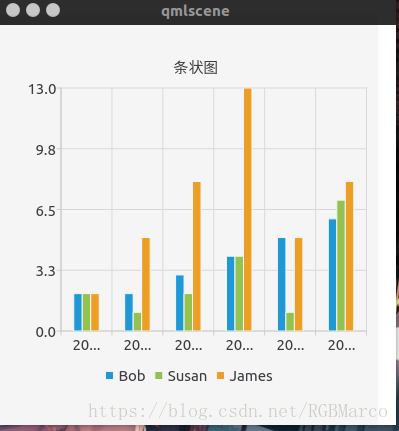 qmlscene
条状图
13.0
9.8
6.5
3.3
0.0
20... 20... 20... 20... 20... 20...
Bob Susan James
https://blog.csdn.net/RGBMarco